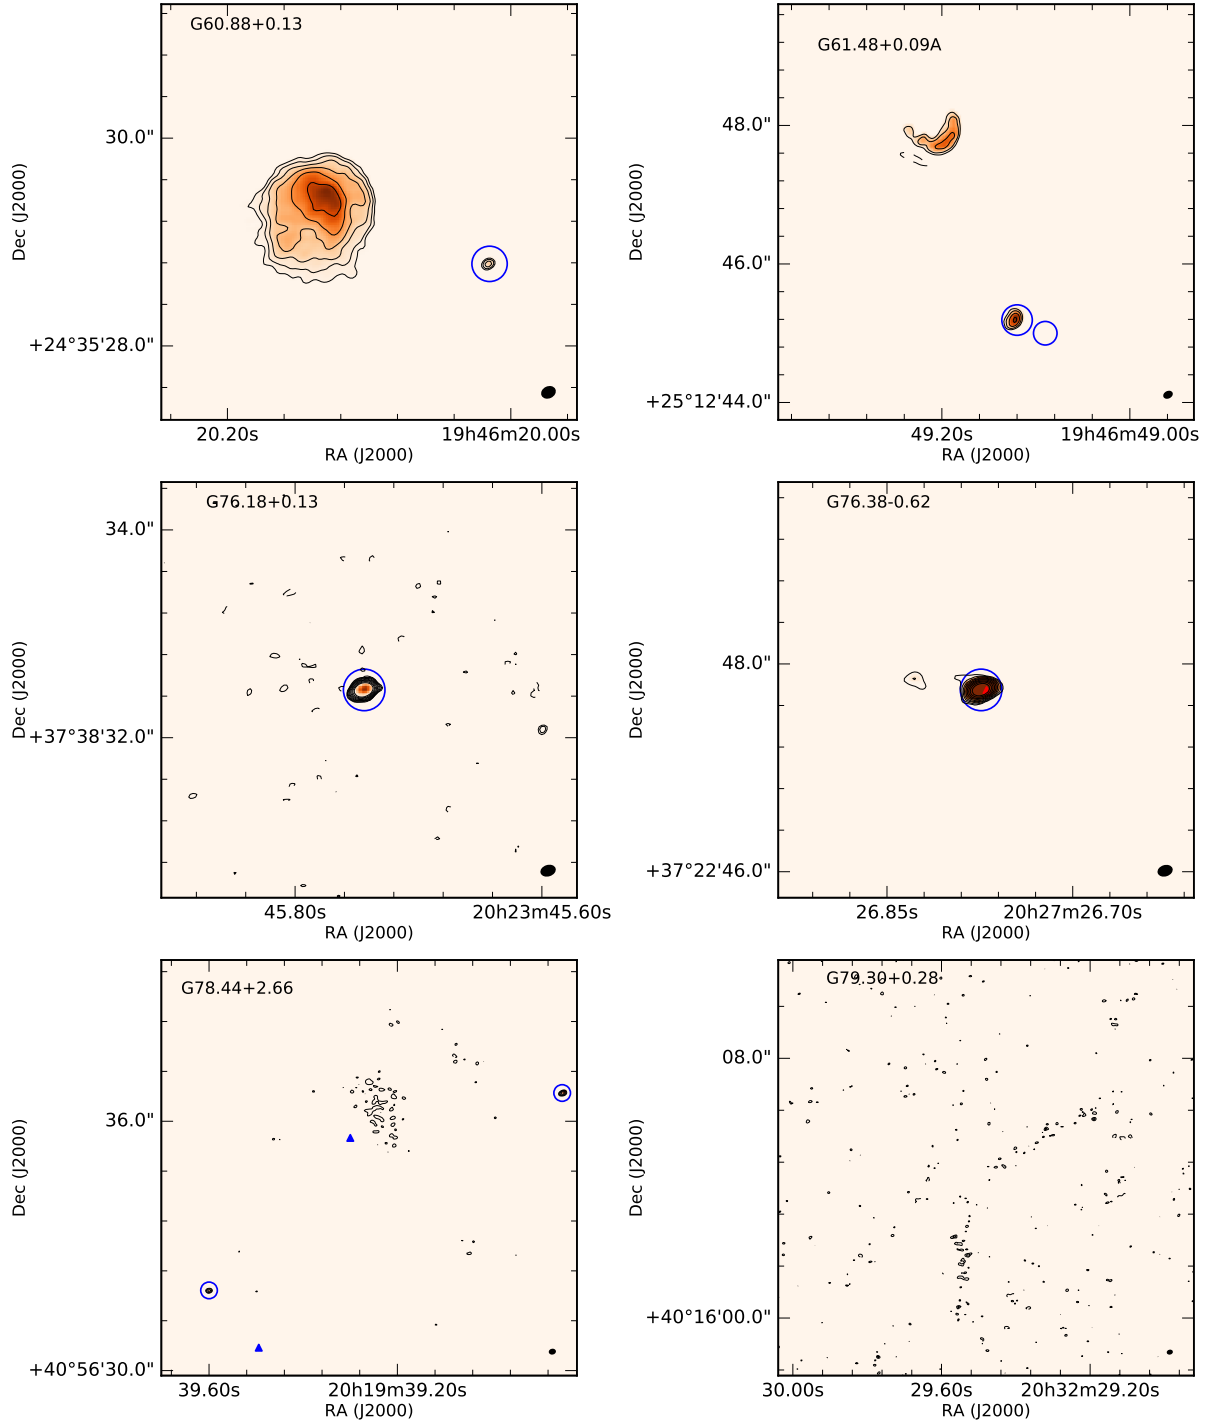 G60.88+0.13
30.0"
+24°35'28.0"
Dec (J2000)
20.20s
19h46m20.00s
RA (J2000)
G61.48+0.09A
48.0"
46.0"
+25°12'44.0"
Dec (J2000)
49.20s
19h46m49.00s
RA (J2000)
G76.18+0.13
34.0"
+37°38'32.0"
Dec (J2000)
45.80s
20h23m45.60s
RA (J2000)
G76.38-0.62
48.0"
+37°22'46.0"
Dec (J2000)
26.85s
20h27m26.70s
RA (J2000)
G78.44+2.66
36.0"
+40°56'30.0"
Dec (J2000)
39.60s
20h19m39.20s
RA (J2000)
G79.30+0.28
08.0"
+40°16'00.0"
Dec (J2000)
30.00s
29.60s
20h32m29.20s
RA (J2000)